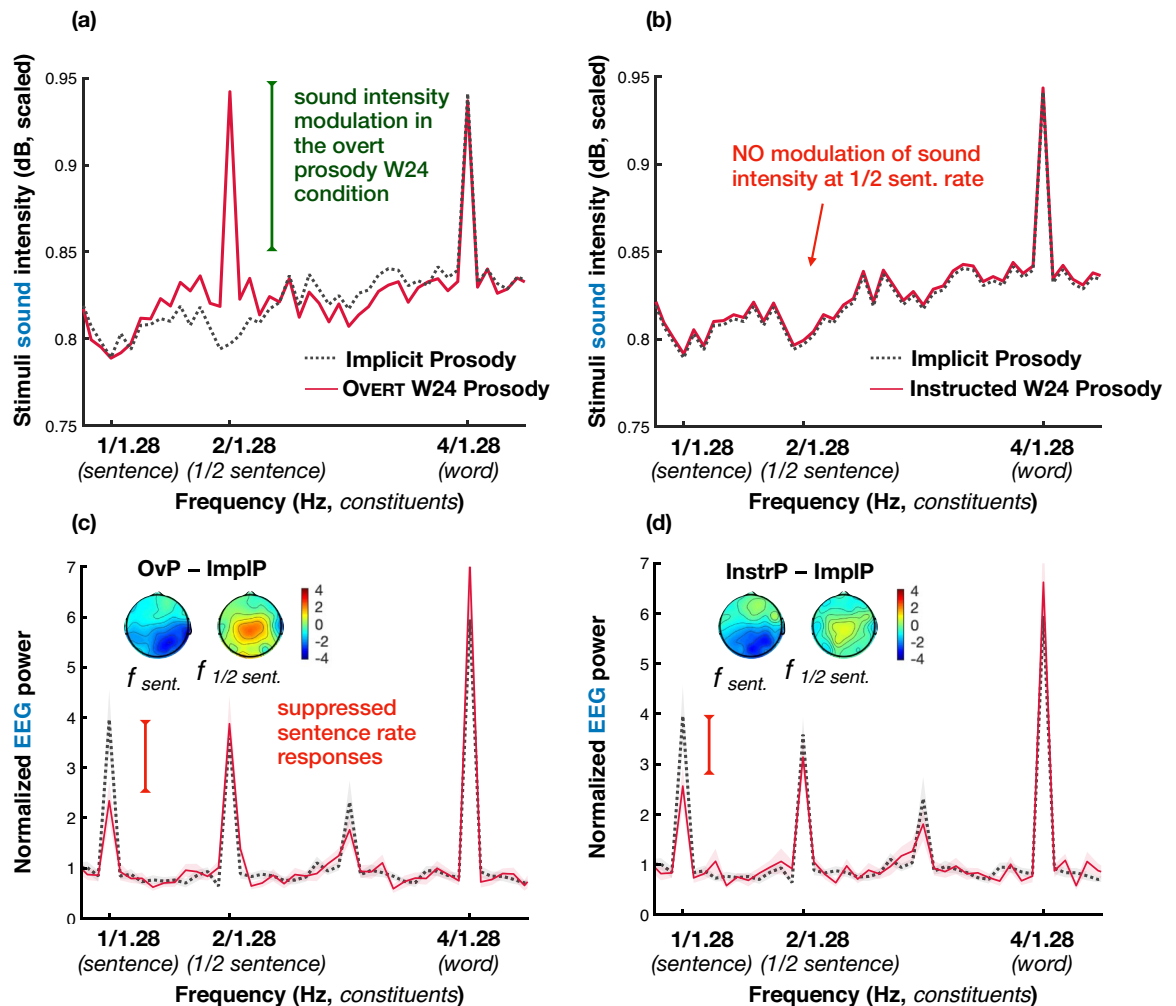 (a)
Stimuli sound intensity (dB, scaled)
0.95
0.9
0.85
0.8
0.75
sound intensity
modulation in
the overt
prosody W24
condition
Implicit Prosody
OVERT W24 Prosody
1/1.28
2/1.28
4/1.28
(sentence)
(1/2 sentence)
(word)
Frequency (Hz, constituents)
(b)
Stimuli sound intensity (dB, scaled)
0.95
0.9
0.85
0.8
0.75
NO modulation of sound
intensity at 1/2 sent. rate
Implicit Prosody
Instructed W24 Prosody
1/1.28
2/1.28
4/1.28
(sentence)
(1/2 sentence)
(word)
Frequency (Hz, constituents)
(c)
Normalized EEG power
7
6
5
4
3
2
1
0
OvP – ImplP
4
2
0
-2
-4
f sent.
f 1/2 sent.
suppressed
sentence rate
responses
1/1.28
2/1.28
4/1.28
(sentence)
(1/2 sentence)
(word)
Frequency (Hz, constituents)
(d)
Normalized EEG power
7
6
5
4
3
2
1
0
InstrP – ImplP
4
2
0
-2
-4
f sent.
f 1/2 sent.
1/1.28
2/1.28
4/1.28
(sentence)
(1/2 sentence)
(word)
Frequency (Hz, constituents)